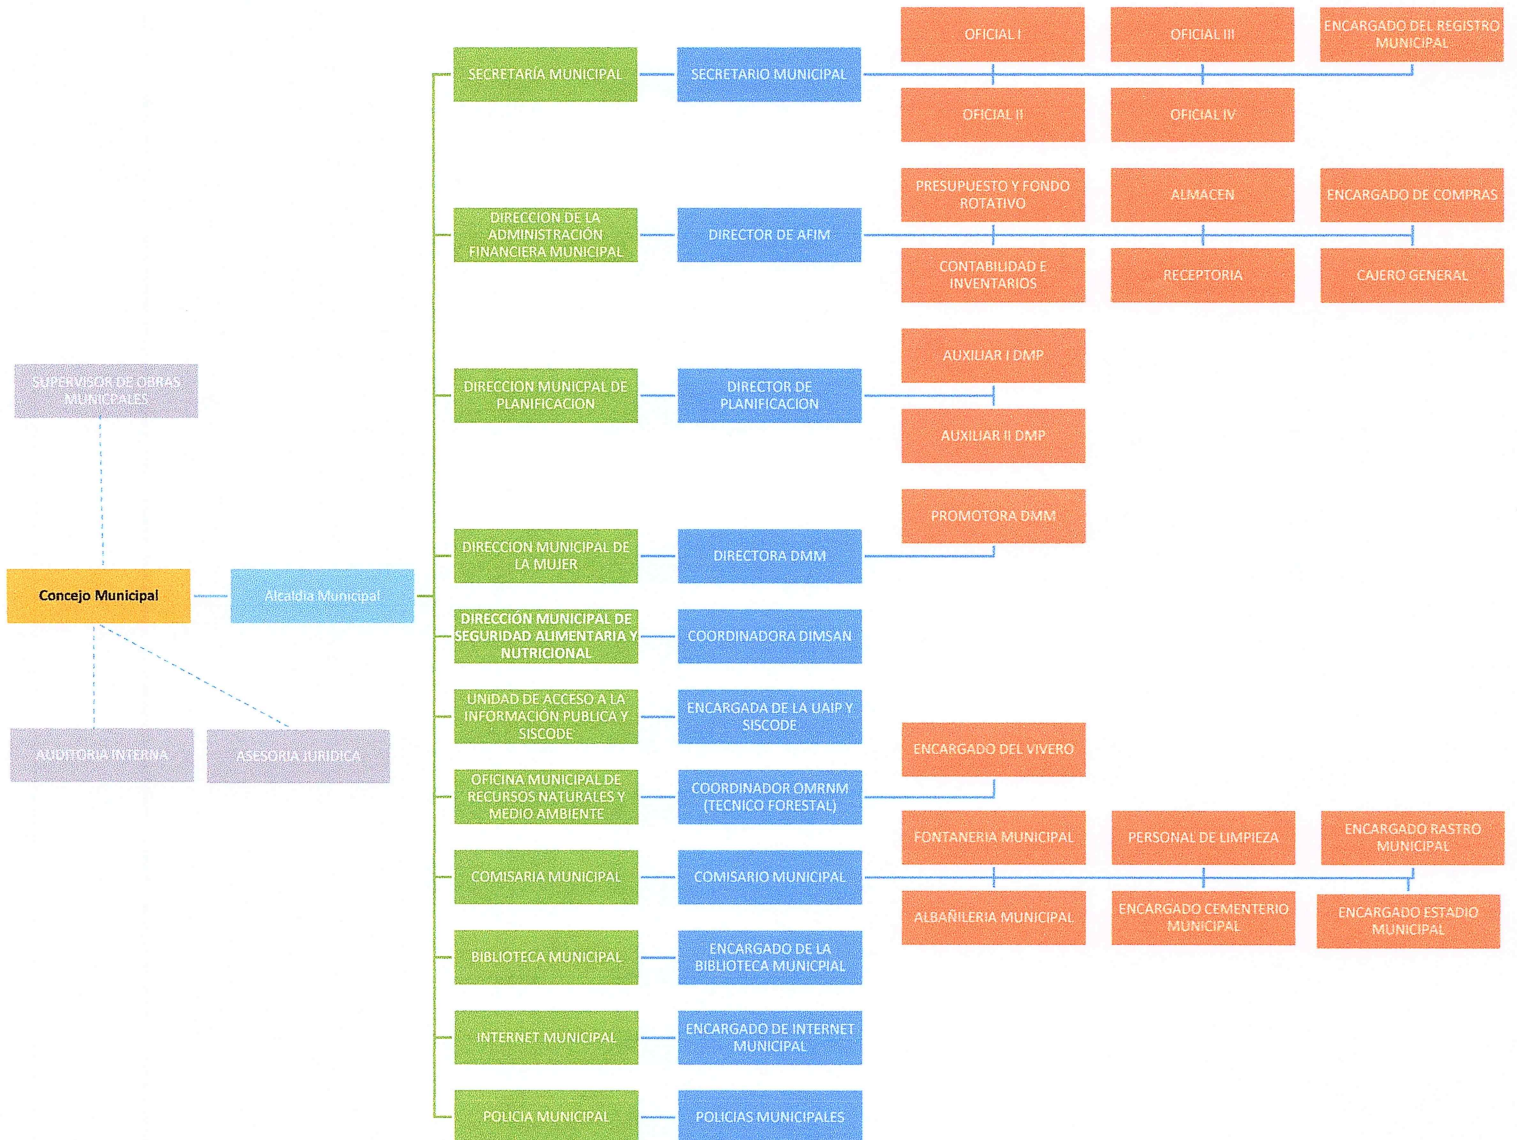 SECRETARÍA MUNICIPAL
SECRETARIO MUNICIPAL
OFICIAL I
OFICIAL III
ENCARGADO DEL REGISTRO
MUNICIPAL
OFICIAL II
OFICIAL IV
DIRECCION DE LA
ADMINISTRACIÓN
FINANCIERA MUNICIPAL
DIRECTOR DE AFIM
PRESUPUESTO Y FONDO
ROTATIVO
ALMACEN
ENCARGADO DE COMPRAS
CONTABILIDAD E
INVENTARIOS
RECEPTORIA
CAJERO GENERAL
SUPERVISOR DE OBRAS
MUNICPALES
DIRECCION MUNICPAL DE
PLANIFICACION
DIRECTOR DE
PLANIFICACION
AUXILIAR I DMP
AUXILIAR II DMP
DIRECCION MUNICIPAL DE
LA MUJER
DIRECTORA DMM
PROMOTORA DMM
Concejo Municipal
Alcaldia Municipal
DIRECCIÓN MUNICIPAL DE
SEGURIDAD ALIMENTARIA Y
NUTRICIONAL
COORDINADORA DIMSAN
UNIDAD DE ACCESO A LA
INFORMACIÓN PUBLICA Y
SISCODE
ENCARGADA DE LA UAIP Y
SISCODE
AUDITORIA INTERNA
ASESORIA JURIDICA
OFICINA MUNICIPAL DE
RECURSOS NATURALES Y
MEDIO AMBIENTE
COORDINADOR OMRNM
(TECNICO FORESTAL)
ENCARGADO DEL VIVERO
COMISARIA MUNICIPAL
COMISARIO MUNICIPAL
FONTANERIA MUNICIPAL
PERSONAL DE LIMPIEZA
ENCARGADO RASTRO
MUNICIPAL
ALBAÑILERIA MUNICIPAL
ENCARGADO CEMENTERIO
MUNICIPAL
ENCARGADO ESTADIO
MUNICIPAL
BIBLIOTECA MUNICIPAL
ENCARGADO DE LA
BIBLIOTECA MUNICPIAL
INTERNET MUNICIPAL
ENCARGADO DE INTERNET
MUNICIPAL
POLICIA MUNICIPAL
POLICIAS MUNICIPALES